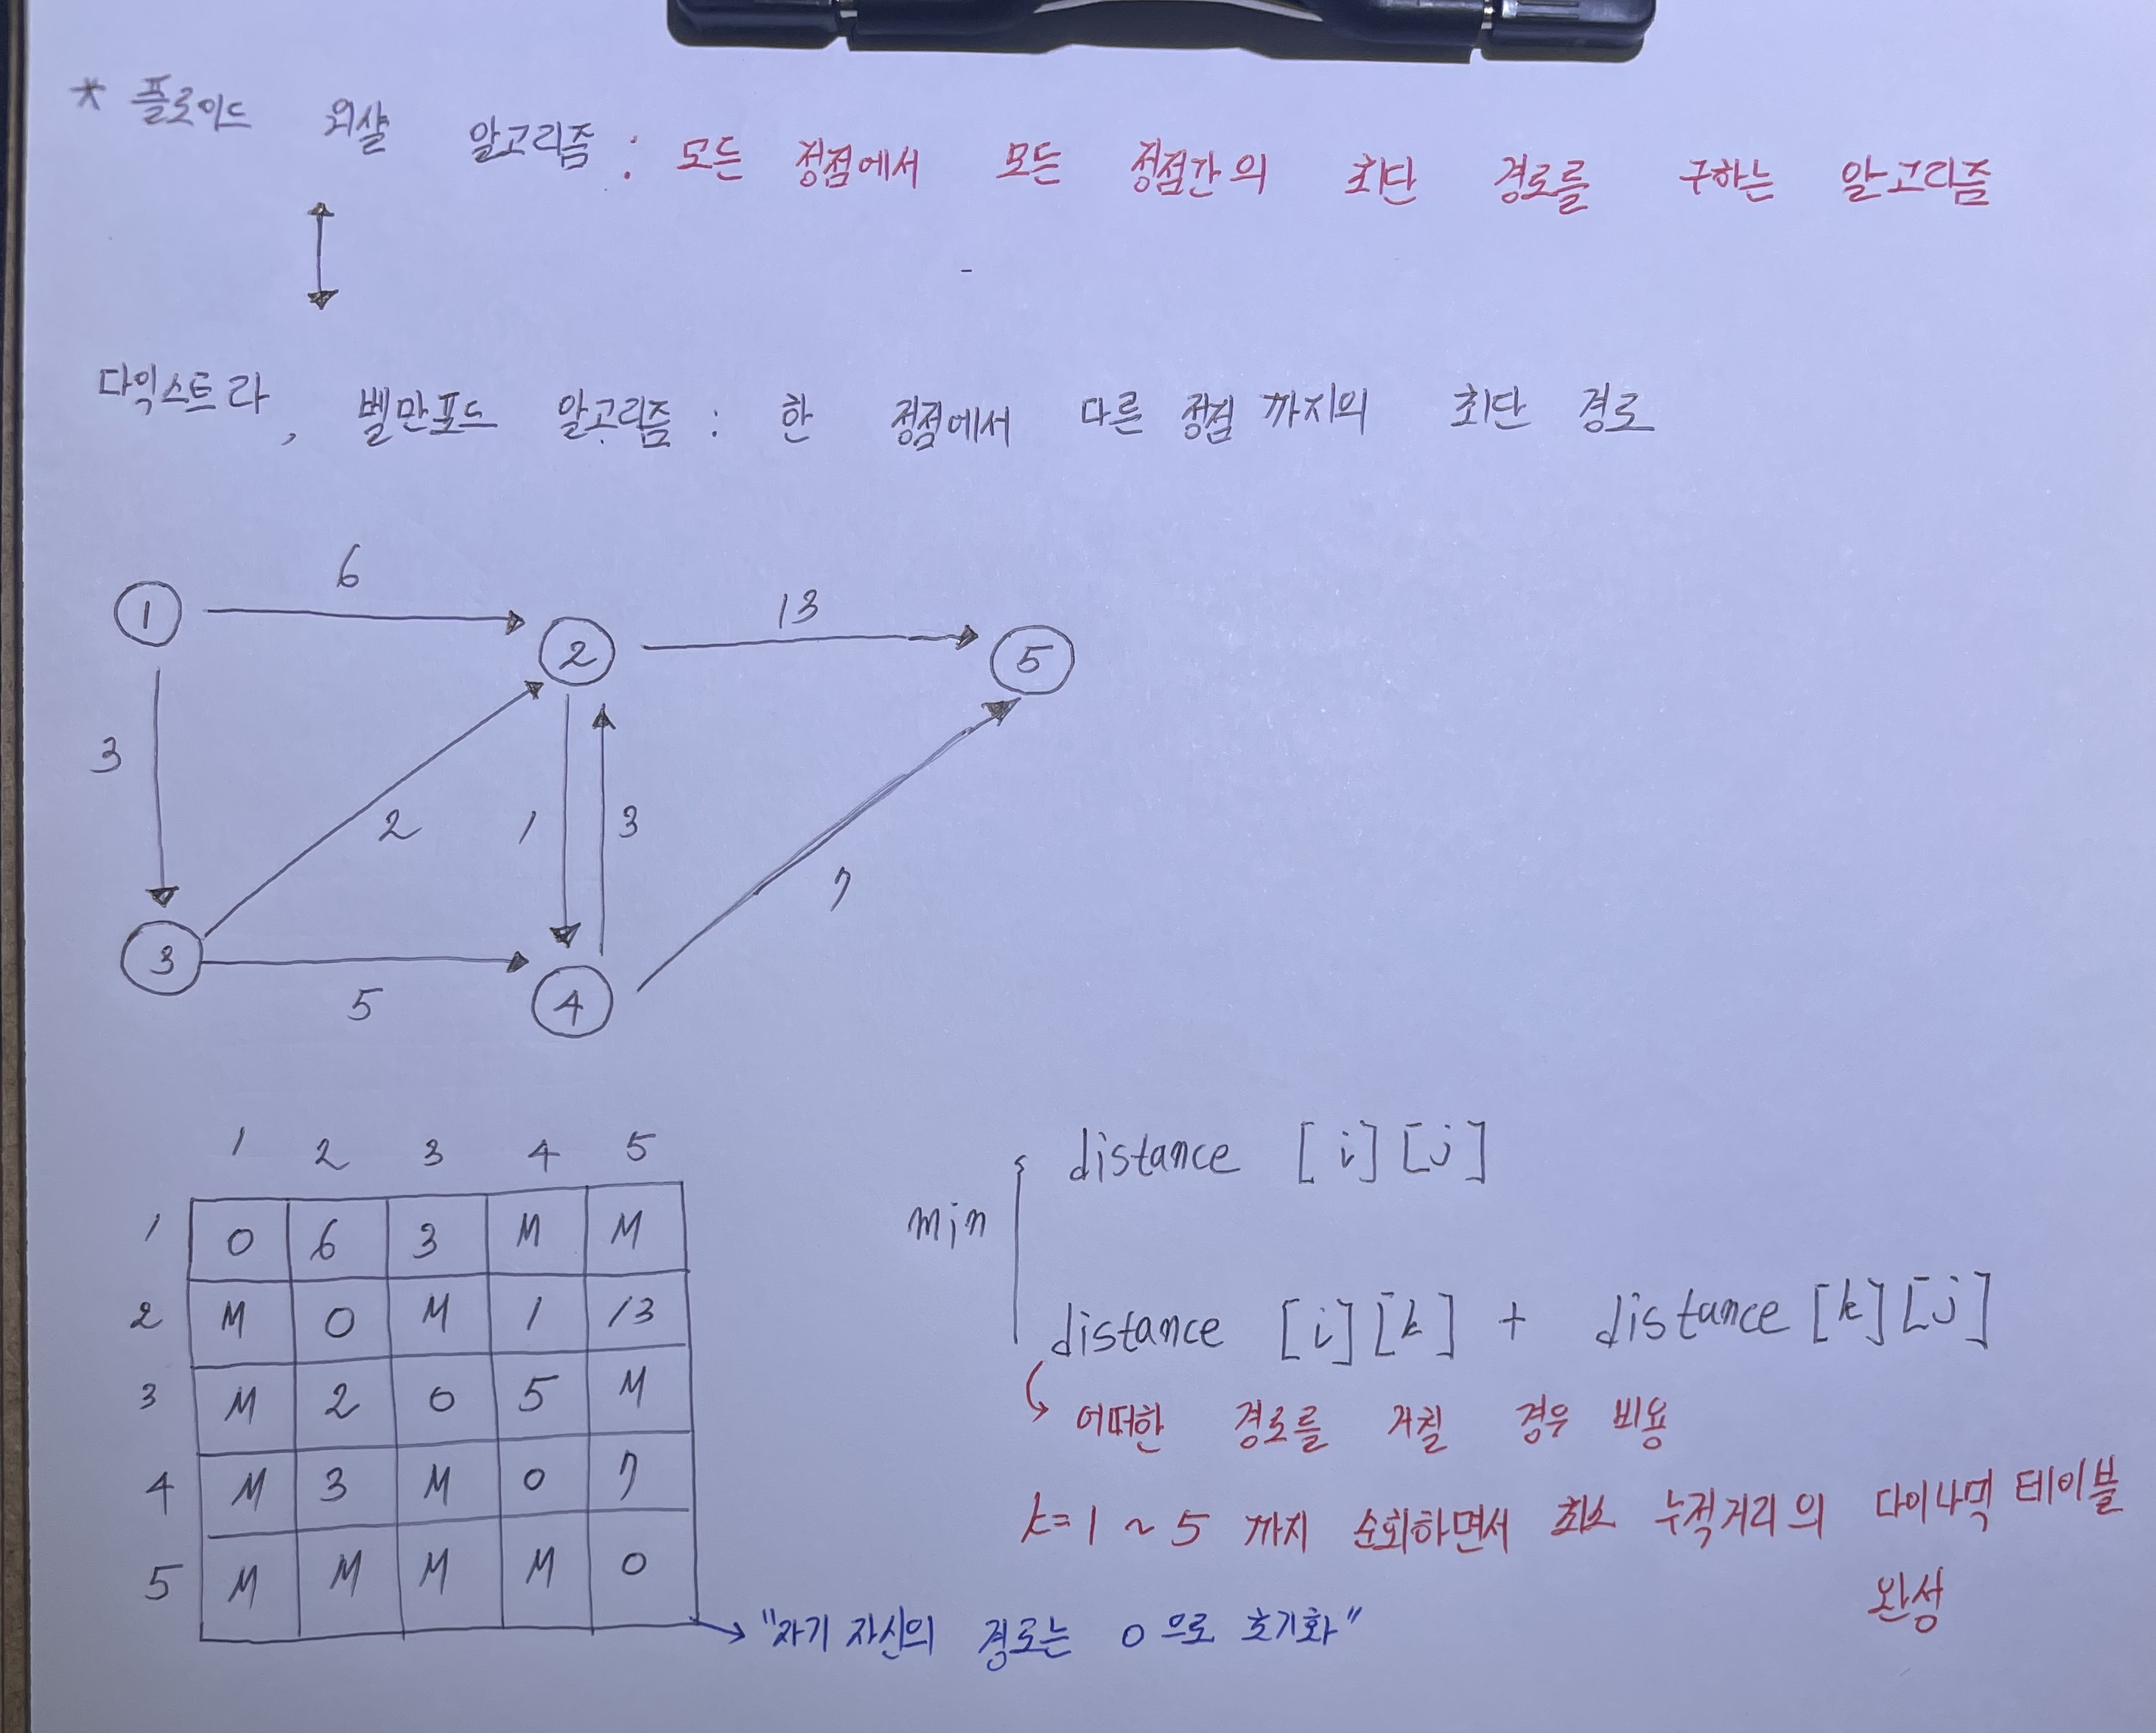 * 플로이드 워샬 알고리즘 : 모든 정점에서 모든 정점간의 최단 경로를 구하는 알고리즘
다익스트라, 벨만포드 알고리즘 : 한 정점에서 다른 정점 까지의 최단 경로
6
1
13
2
5
3
2
1
3
7
3
5
4
1 2 3 4 5
1 0 6 3 M M
2 M 0 M 1 13
3 M 2 0 5 M
4 M 3 M 0 7
5 M M M M 0
distance [i][j]
min
distance [i][k] + distance [k][j]
어떠한 경로를 거칠 경우 비용
k=1 ~ 5 까지 순회하면서 최소 누적거리의 다이나믹 테이블
완성
"자기 자신의 경로는 0 으로 초기화"